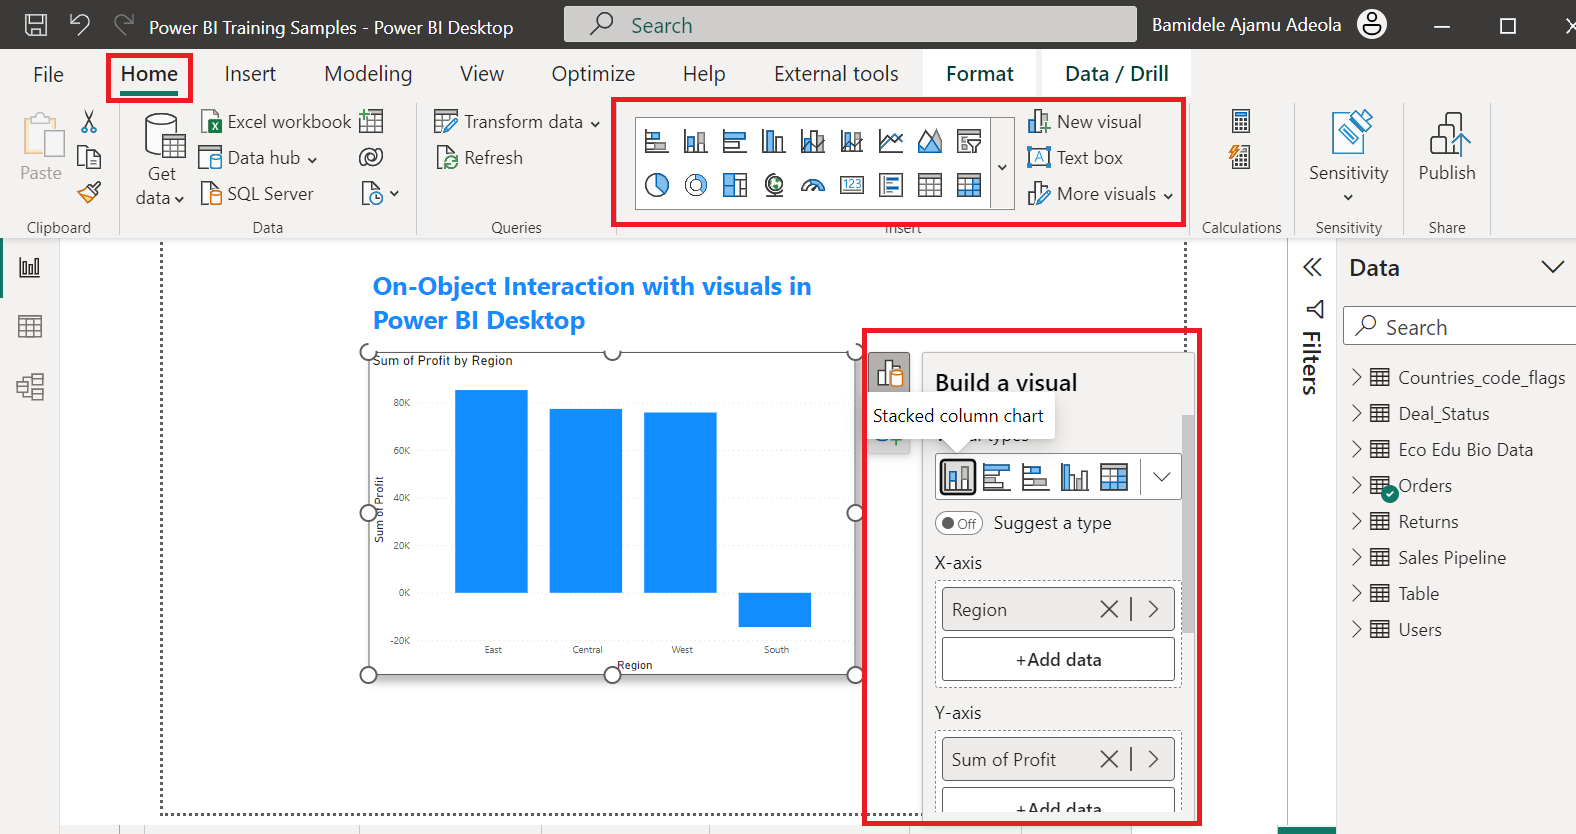 Power BI Training Samples - Power BI Desktop
Search
Bamidele Ajamu Adeola
File
Home
Insert
Modeling
View
Optimize
Help
External tools
Format
Data / Drill
Paste
Clipboard
Get
data
Excel workbook
Data hub
SQL Server
Data
Transform data
Refresh
Queries
123
New visual
A Text box
More visuals
Insert
Calculations
Sensitivity
Sensitivity
Publish
Share
On-Object Interaction with visuals in
Power BI Desktop
Sum of Profit by Region
Sum of Profit
80K
60K
40K
20K
0K
-20K
East
Central
West
South
Region
Build a visual
Stacked column chart
Off
Suggest a type
X-axis
Region
+Add data
Y-axis
Sum of Profit
+Add data
Filters
Data
Search
Countries_code_flags
Deal_Status
Eco Edu Bio Data
Orders
Returns
Sales Pipeline
Table
Users